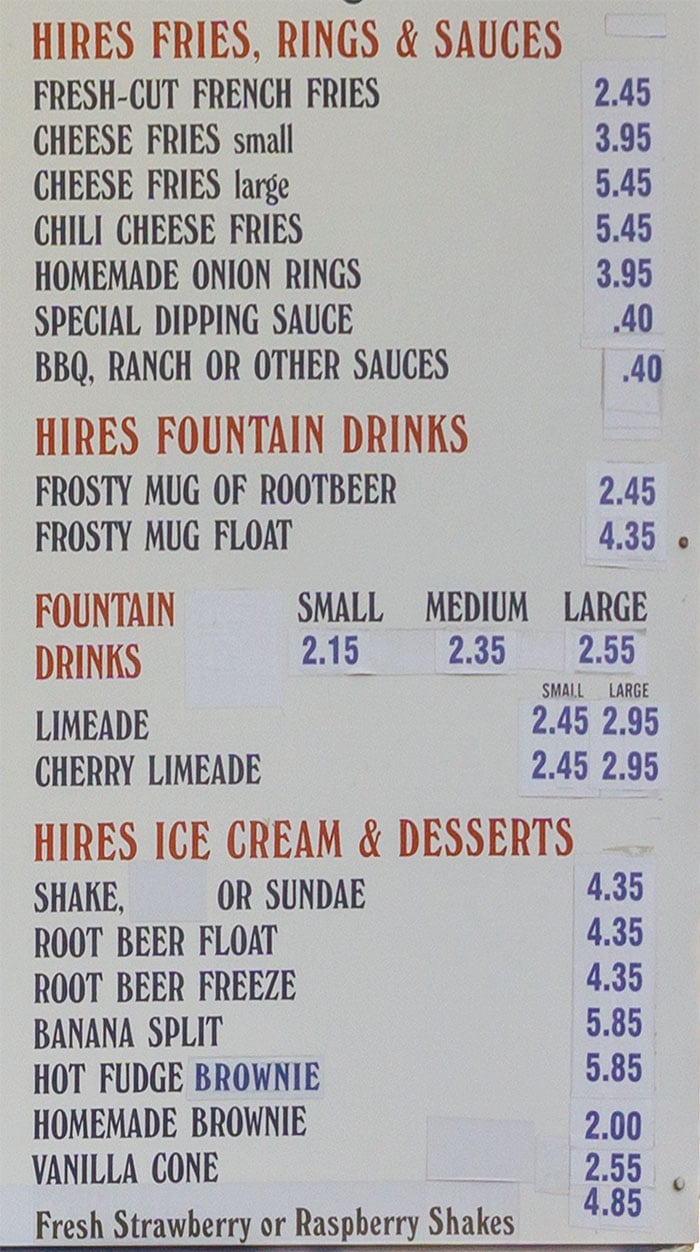 HIRES FRIES, RINGS & SAUCES
FRESH-CUT FRENCH FRIES 2.45
CHEESE FRIES small 3.95
CHEESE FRIES large 5.45
CHILI CHEESE FRIES 5.45
HOMEMADE ONION RINGS 3.95
SPECIAL DIPPING SAUCE .40
BBQ, RANCH OR OTHER SAUCES .40
HIRES FOUNTAIN DRINKS
FROSTY MUG OF ROOTBEER 2.45
FROSTY MUG FLOAT 4.35
FOUNTAIN SMALL MEDIUM LARGE
DRINKS 2.15 2.35 2.55
SMALL LARGE
LIMEADE 2.45 2.95
CHERRY LIMEADE 2.45 2.95
HIRES ICE CREAM & DESSERTS
SHAKE, OR SUNDAE 4.35
ROOT BEER FLOAT 4.35
ROOT BEER FREEZE 4.35
BANANA SPLIT 5.85
HOT FUDGE BROWNIE 5.85
HOMEMADE BROWNIE 2.00
VANILLA CONE 2.55
Fresh Strawberry or Raspberry Shakes 4.85